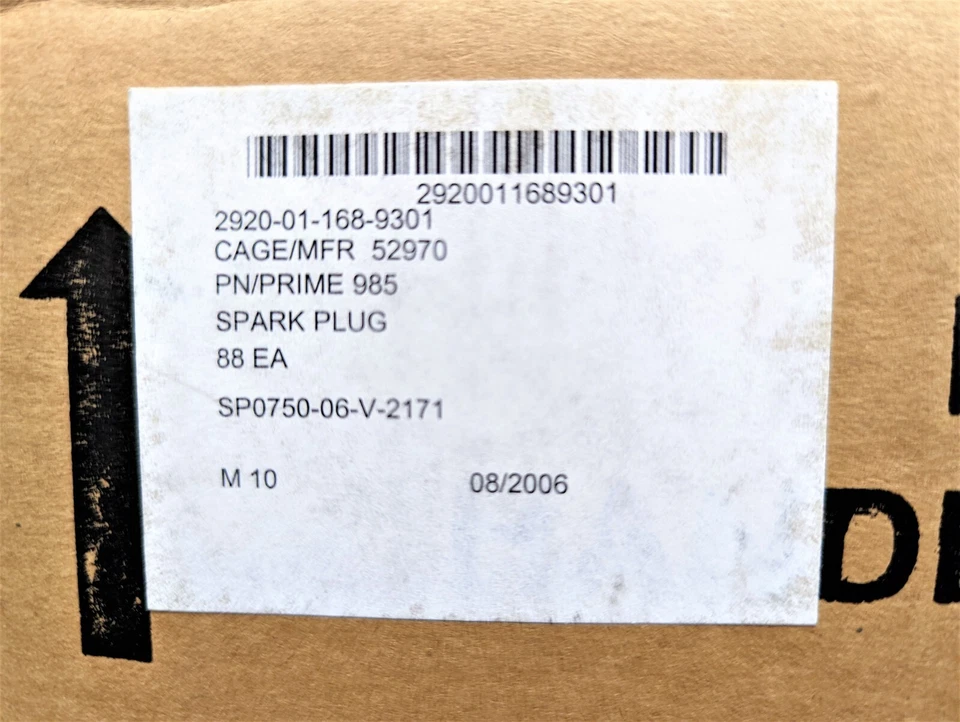 2920011689301
2920-01-168-9301
CAGE/MFR 52970
PN/PRIME 985
SPARK PLUG
88 EA
SP0750-06-V-2171
M 10 08/2006
D